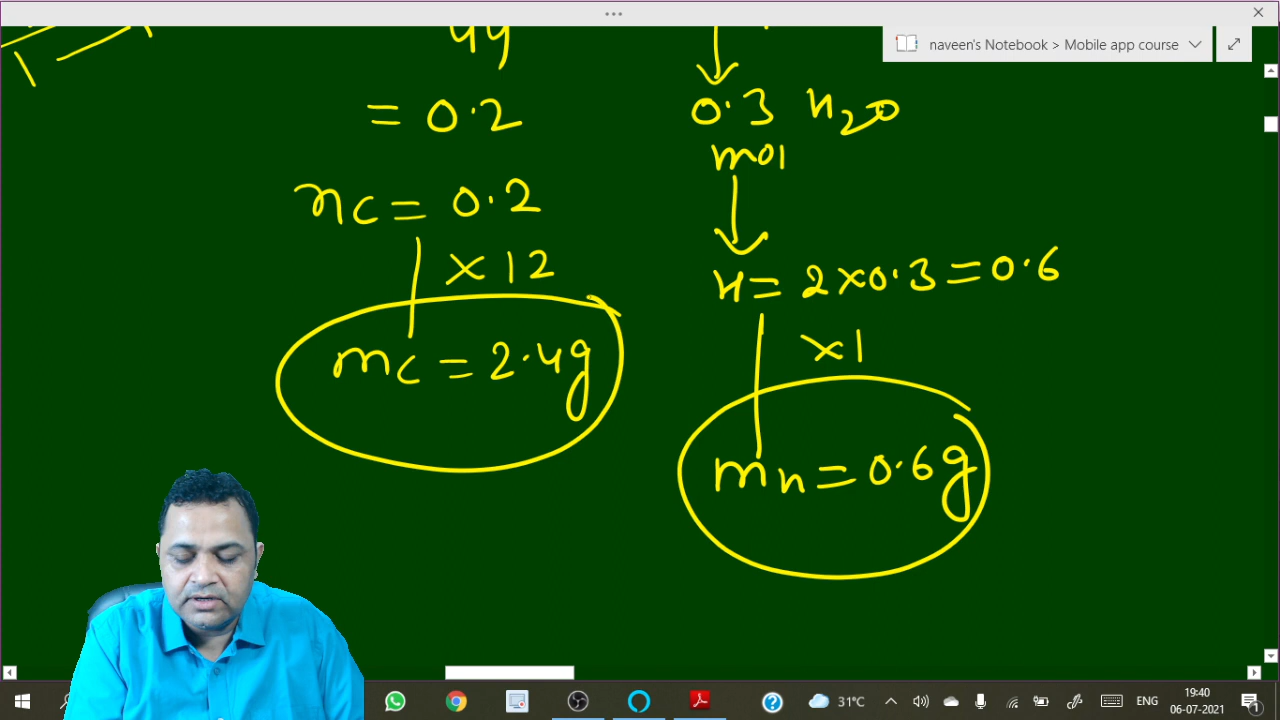 naveen's Notebook > Mobile app course
44
= 0.2
nc = 0.2
× 12
mc = 2.4g
0.3 H2O
mol
H = 2×0.3 = 0.6
×1
mH = 0.6g
31°C
ENG
19:40
06-07-2021
1